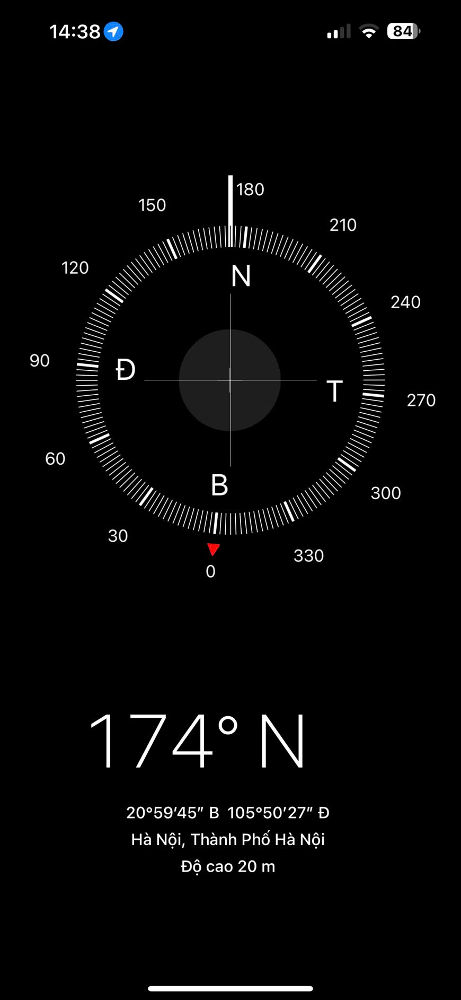 14:38 84
180
150
210
120
N
240
90
Đ
T
270
60
B
300
30
330
0
174° N
20°59’45” B 105°50’27” Đ
Hà Nội, Thành Phố Hà Nội
Độ cao 20 m